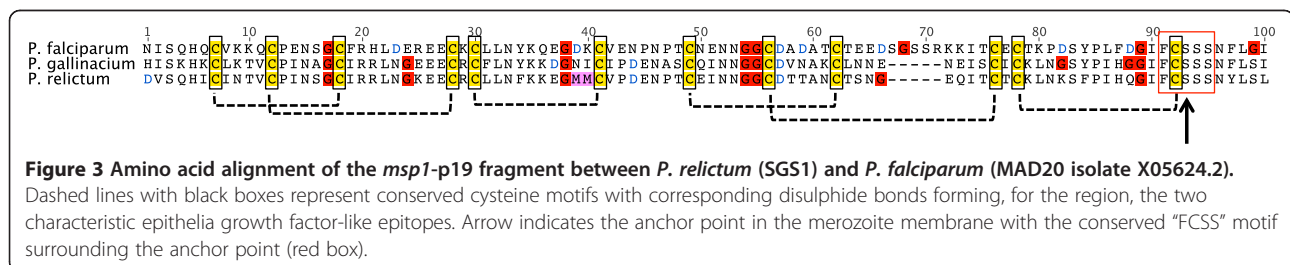 1 10 20 30 40 50 60 70 80 90 100
P. falciparum NISQHQCVKKQCPENSGCFRHLDEREECKCLLNYKQEGDKCVENPNPTCNENNGGCDADATCTEEDSGSSRKKITCECTKPDSYPLFDGIFCSSSNFLGI
P. gallinacium HISKHKCLKTVCPINAGCIRRLNGEEECRCFLNYKKDGNICIPDENASCQINNGGCDVNAKCLNNE-----NEISCICKLNGSYPIHGGIFCSSSNFLSI
P. relictum DVSQHICINTVCPINAGCIRRLNGEEECRCLLNFKKEGMMCVPDENPTCEINNGGCDTTANCTSNG-----EQITCTCKLNKSFPIHQGIFCSSSNYLSL
Figure 3 Amino acid alignment of the msp1-p19 fragment between P. relictum (SGS1) and P. falciparum (MAD20 isolate X05624.2).
Dashed lines with black boxes represent conserved cysteine motifs with corresponding disulphide bonds forming, for the region, the two
characteristic epithelia growth factor-like epitopes. Arrow indicates the anchor point in the merozoite membrane with the conserved “FCSS” motif
surrounding the anchor point (red box).